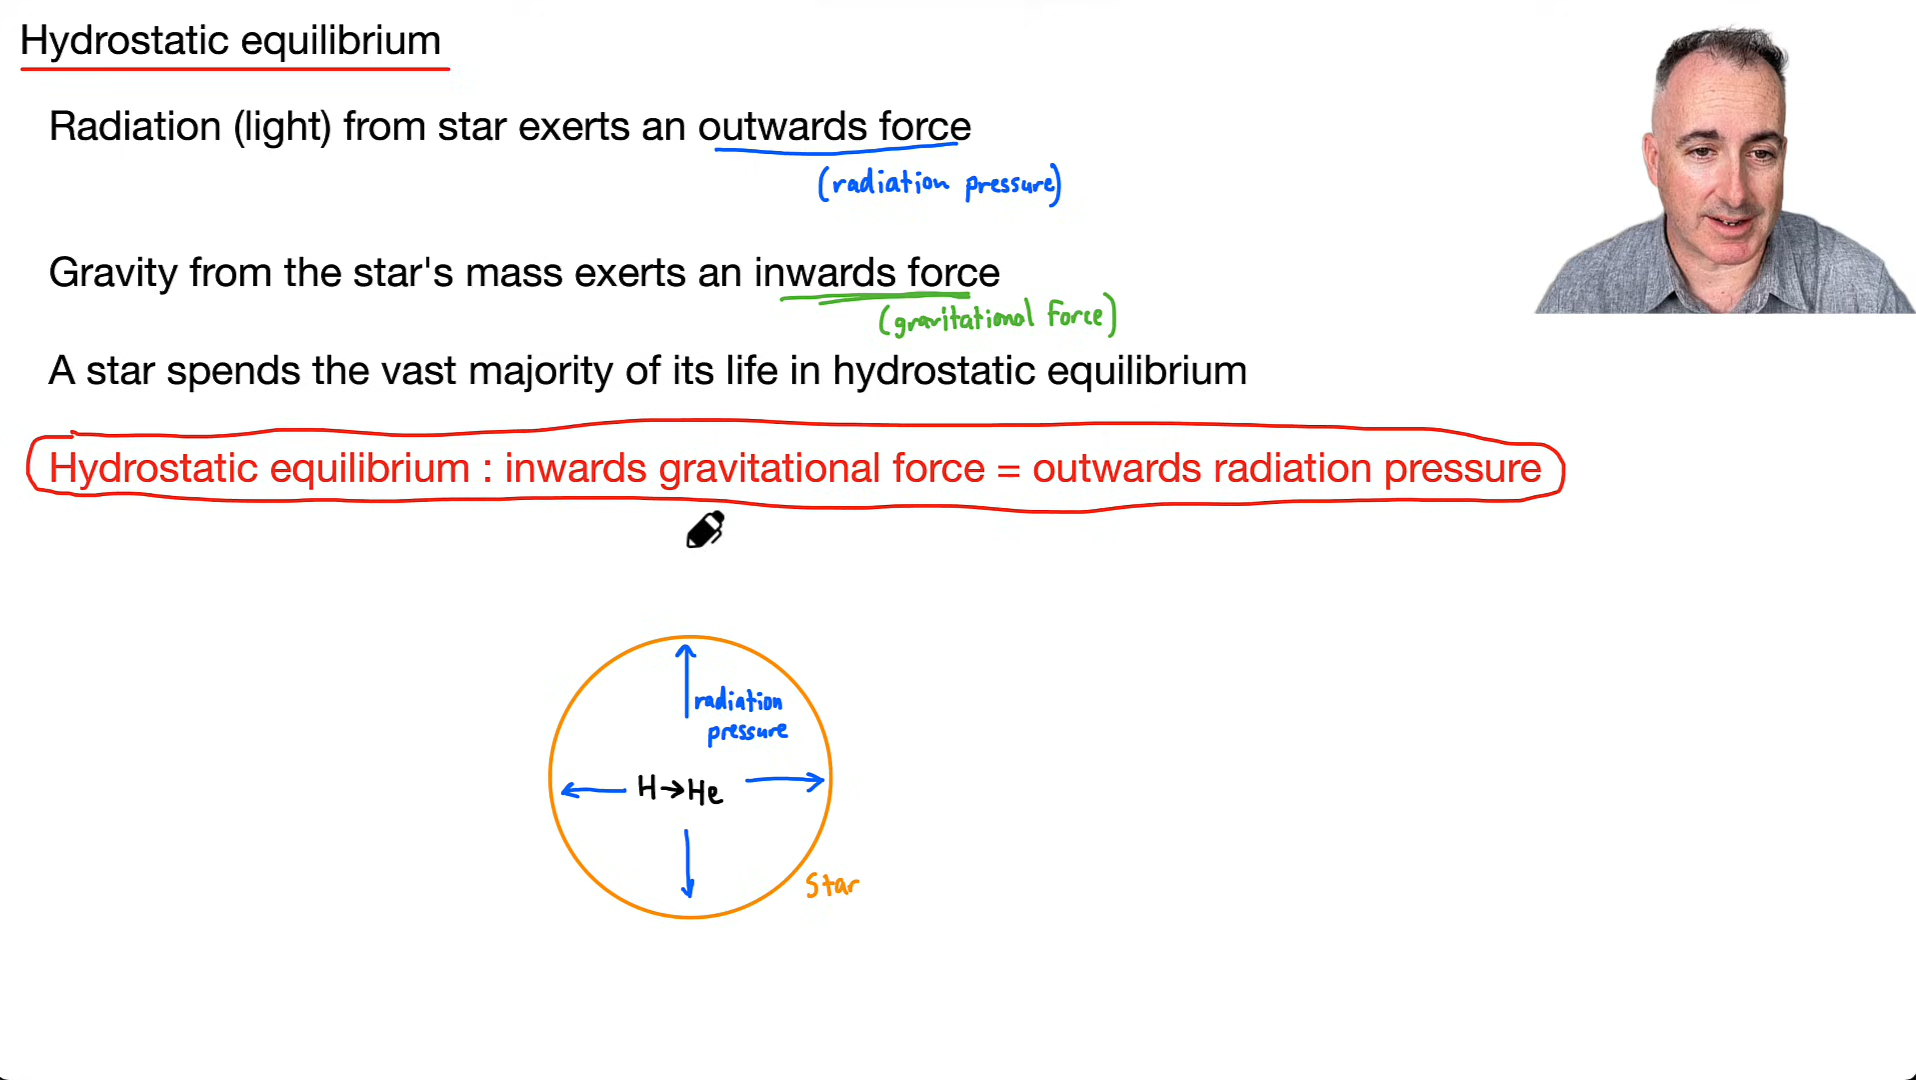 Hydrostatic equilibrium
Radiation (light) from star exerts an outwards force
(radiation pressure)
Gravity from the star's mass exerts an inwards force
(gravitational force)
A star spends the vast majority of its life in hydrostatic equilibrium
Hydrostatic equilibrium : inwards gravitational force = outwards radiation pressure
radiation
pressure
H→He
Star